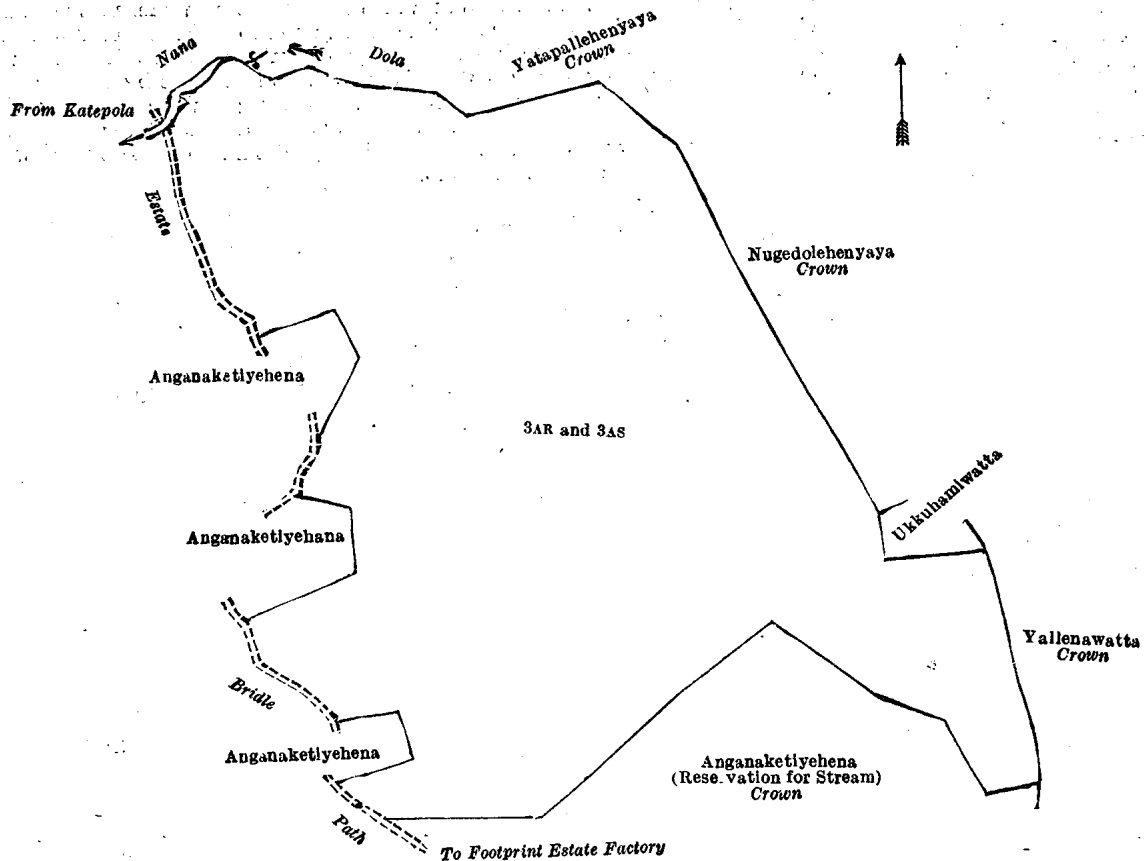 Nana
Dola
Yatapallehenyaya
Crown
From Katepola
Estate
Nugedolehenyaya
Crown
Anganaketiyehena
3AR and 3AS
Ukkuhamiwatta
Anganaketiyehana
Yallenawatta
Crown
Bridle
Anganaketiyehena
Anganaketiyehena
(Rese vation for Stream)
Crown
Path
To Footprint Estate Factory